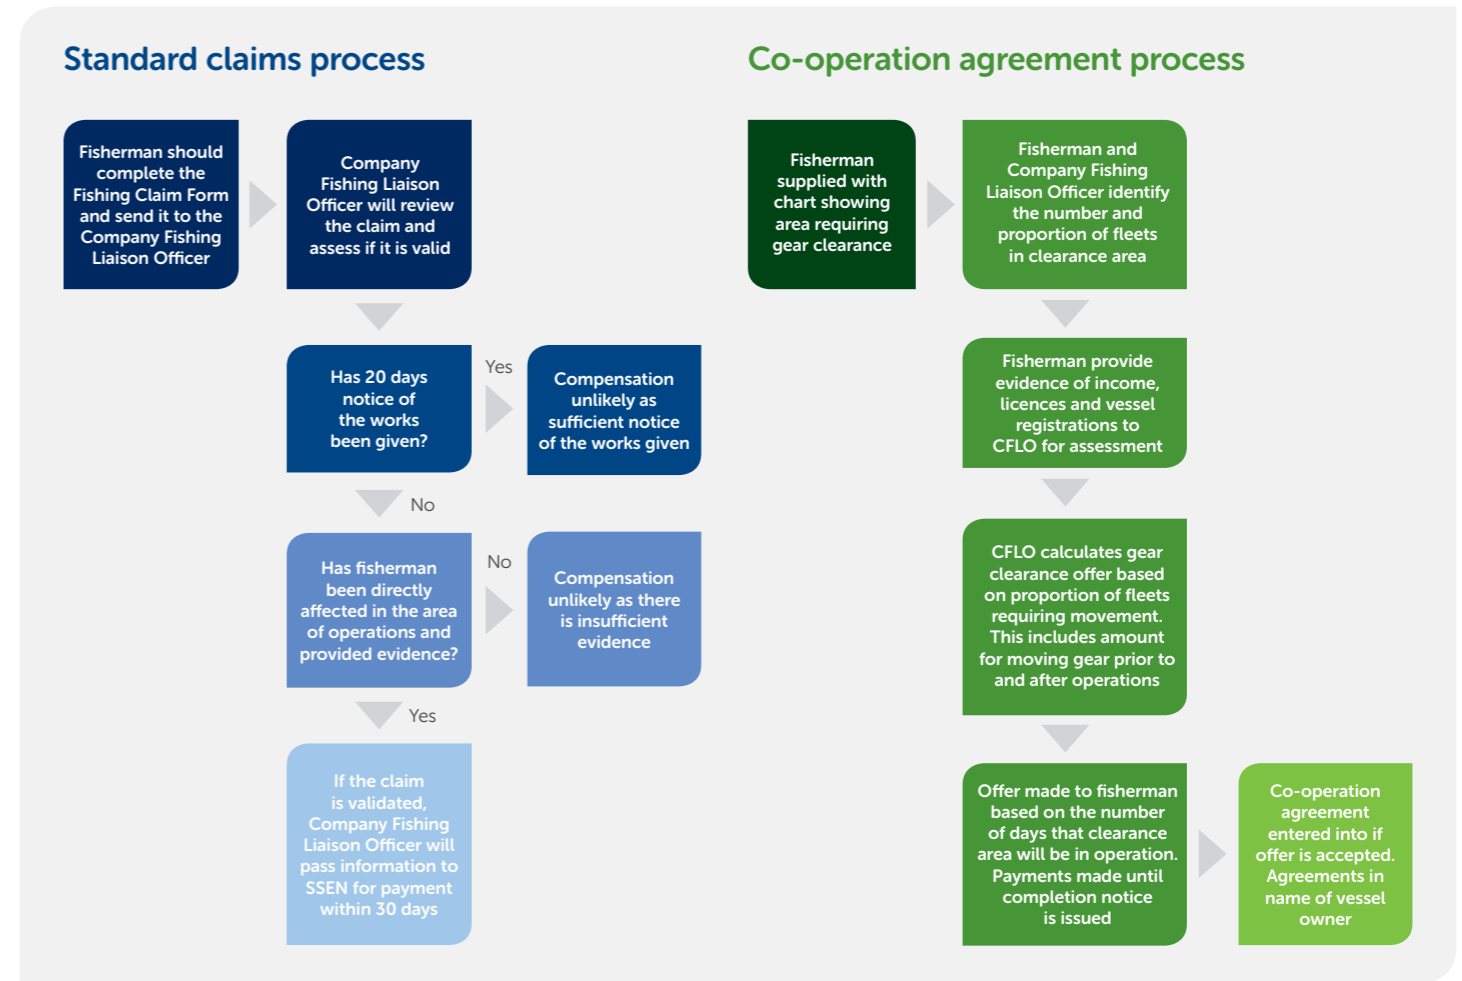 Standard claims process
Fisherman should
complete the
Fishing Claim Form
and send it to the
Company Fishing
Liaison Officer
Company
Fishing Liaison
Officer will review
the claim and
assess if it is valid
Has 20 days
notice of
the works
been given?
Yes
Compensation
unlikely as
sufficient notice
of the works given
No
Has fisherman
been directly
affected in the area
of operations and
provided evidence?
No
Compensation
unlikely as there
is insufficient
evidence
Yes
If the claim
is validated,
Company Fishing
Liaison Officer will
pass information to
SSEN for payment
within 30 days
Co-operation agreement process
Fisherman
supplied with
chart showing
area requiring
gear clearance
Fisherman and
Company Fishing
Liaison Officer identify
the number and
proportion of fleets
in clearance area
Fisherman provide
evidence of income,
licences and vessel
registrations to
CFLO for assessment
CFLO calculates gear
clearance offer based
on proportion of fleets
requiring movement.
This includes amount
for moving gear prior to
and after operations
Offer made to fisherman
based on the number
of days that clearance
area will be in operation.
Payments made until
completion notice
is issued
Co-operation
agreement
entered into if
offer is accepted.
Agreements in
name of vessel
owner